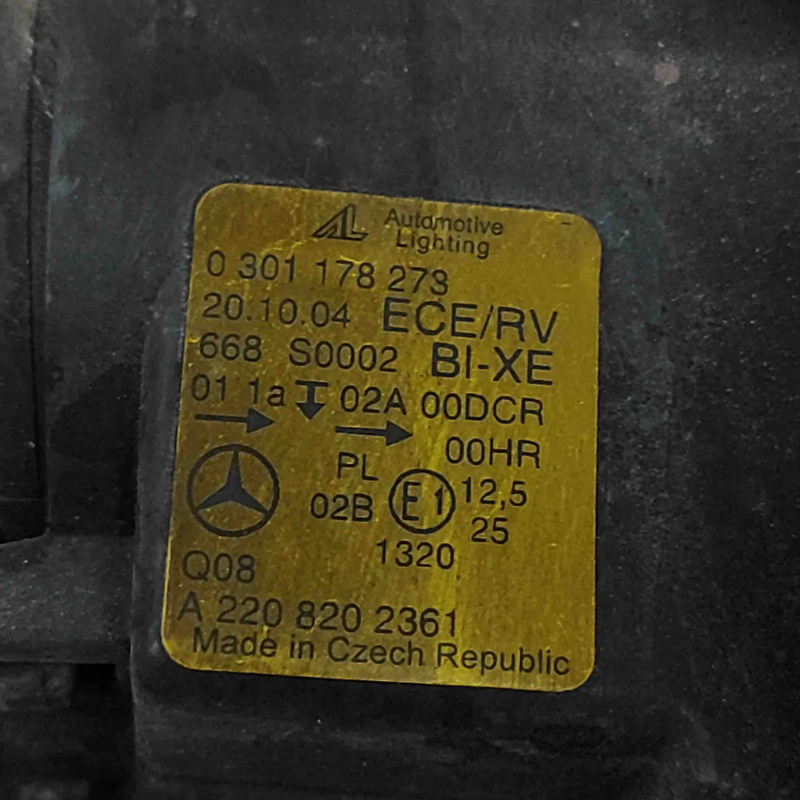 AL Automotive
Lighting
0 301 178 273
20.10.04 ECE/RV
668 S0002 BI-XE
01 1a 02A 00DCR
00HR
PL
02B E1 12,5
25
1320
Q08
A 220 820 2361
Made in Czech Republic